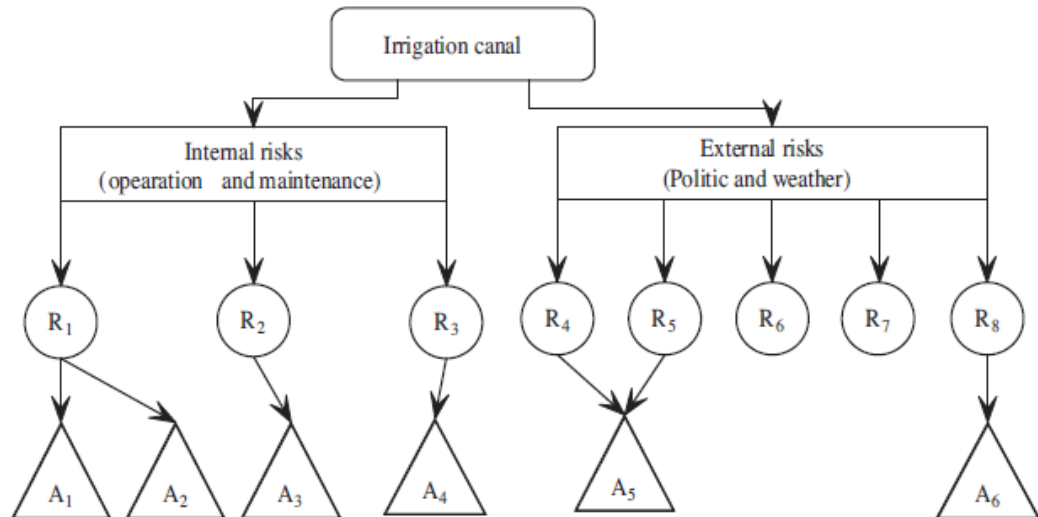 Irrigation canal
Internal risks
(opearation and maintenance)
External risks
(Politic and weather)
R1
R2
R3
R4
R5
R6
R7
R8
A1
A2
A3
A4
A5
A6